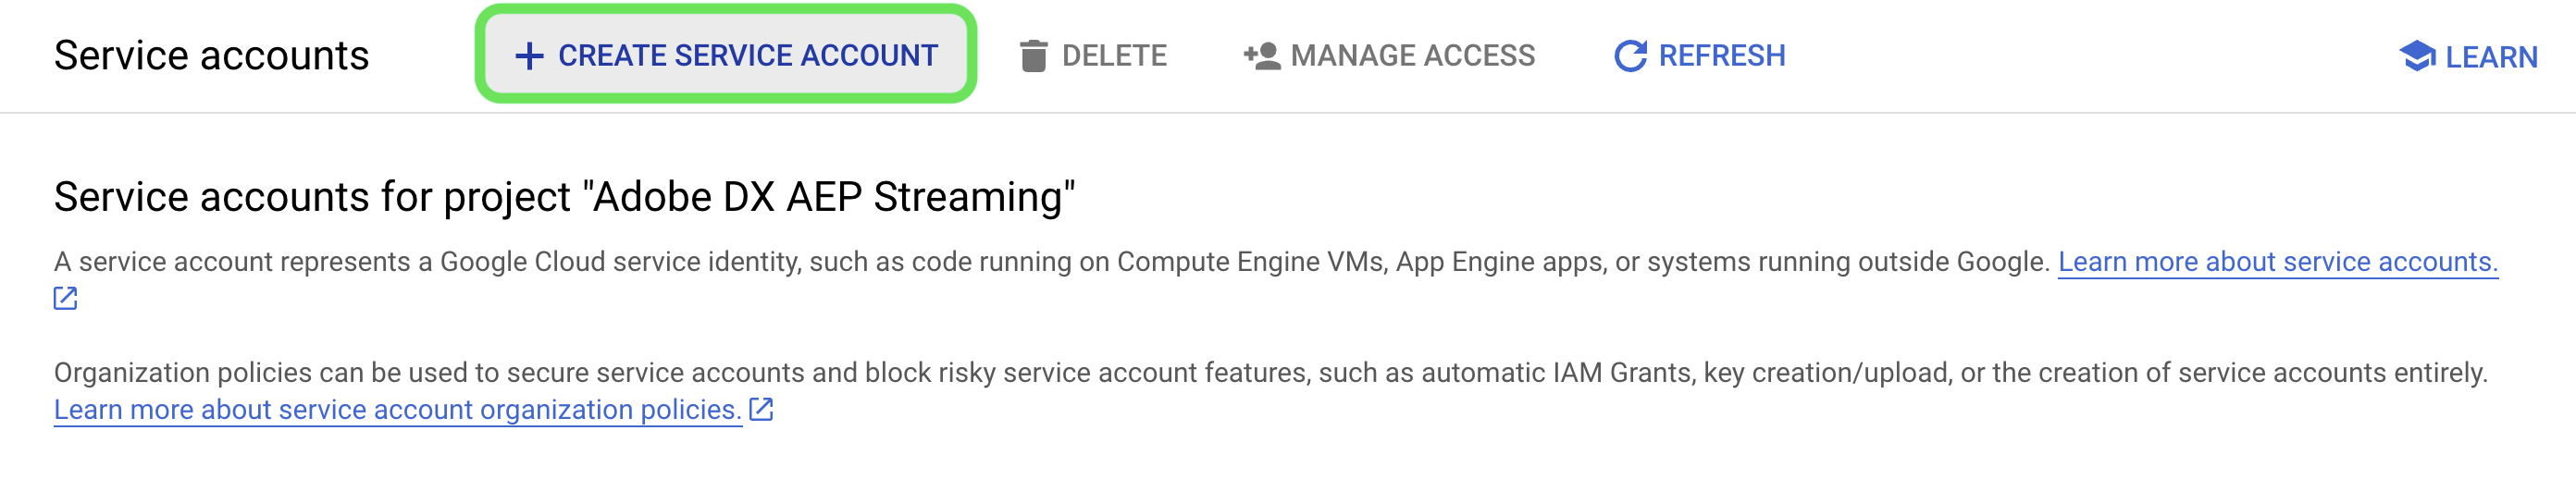 Service accounts
CREATE SERVICE ACCOUNT
DELETE
MANAGE ACCESS
REFRESH
LEARN
Service accounts for project "Adobe DX AEP Streaming"
A service account represents a Google Cloud service identity, such as code running on Compute Engine VMs, App Engine apps, or systems running outside Google. Learn more about service accounts.
Organization policies can be used to secure service accounts and block risky service account features, such as automatic IAM Grants, key creation/upload, or the creation of service accounts entirely.
Learn more about service account organization policies.